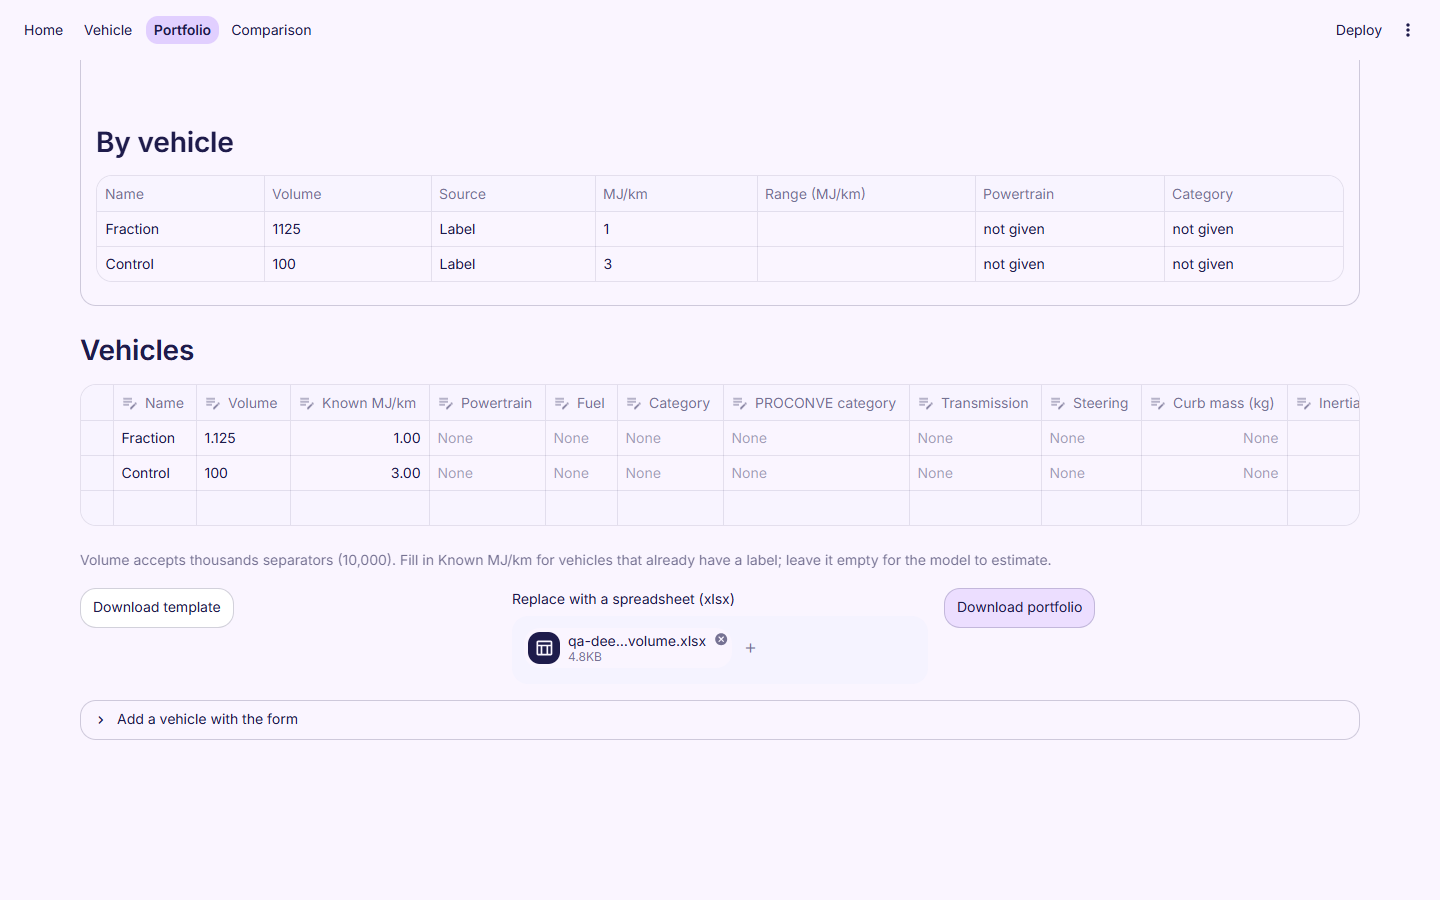 Home Vehicle Portfolio Comparison Deploy
By vehicle
Name Volume Source MJ/km Range (MJ/km) Powertrain Category
Fraction 1125 Label 1 not given not given
Control 100 Label 3 not given not given
Vehicles
Name Volume Known MJ/km Powertrain Fuel Category PROCONVE category Transmission Steering Curb mass (kg) Inertia
Fraction 1.125 1.00 None None None None None None None
Control 100 3.00 None None None None None None None
Volume accepts thousands separators (10,000). Fill in Known MJ/km for vehicles that already have a label; leave it empty for the model to estimate.
Download template
Replace with a spreadsheet (xlsx)
Download portfolio
qa-dee...volume.xlsx
4.8KB
Add a vehicle with the form